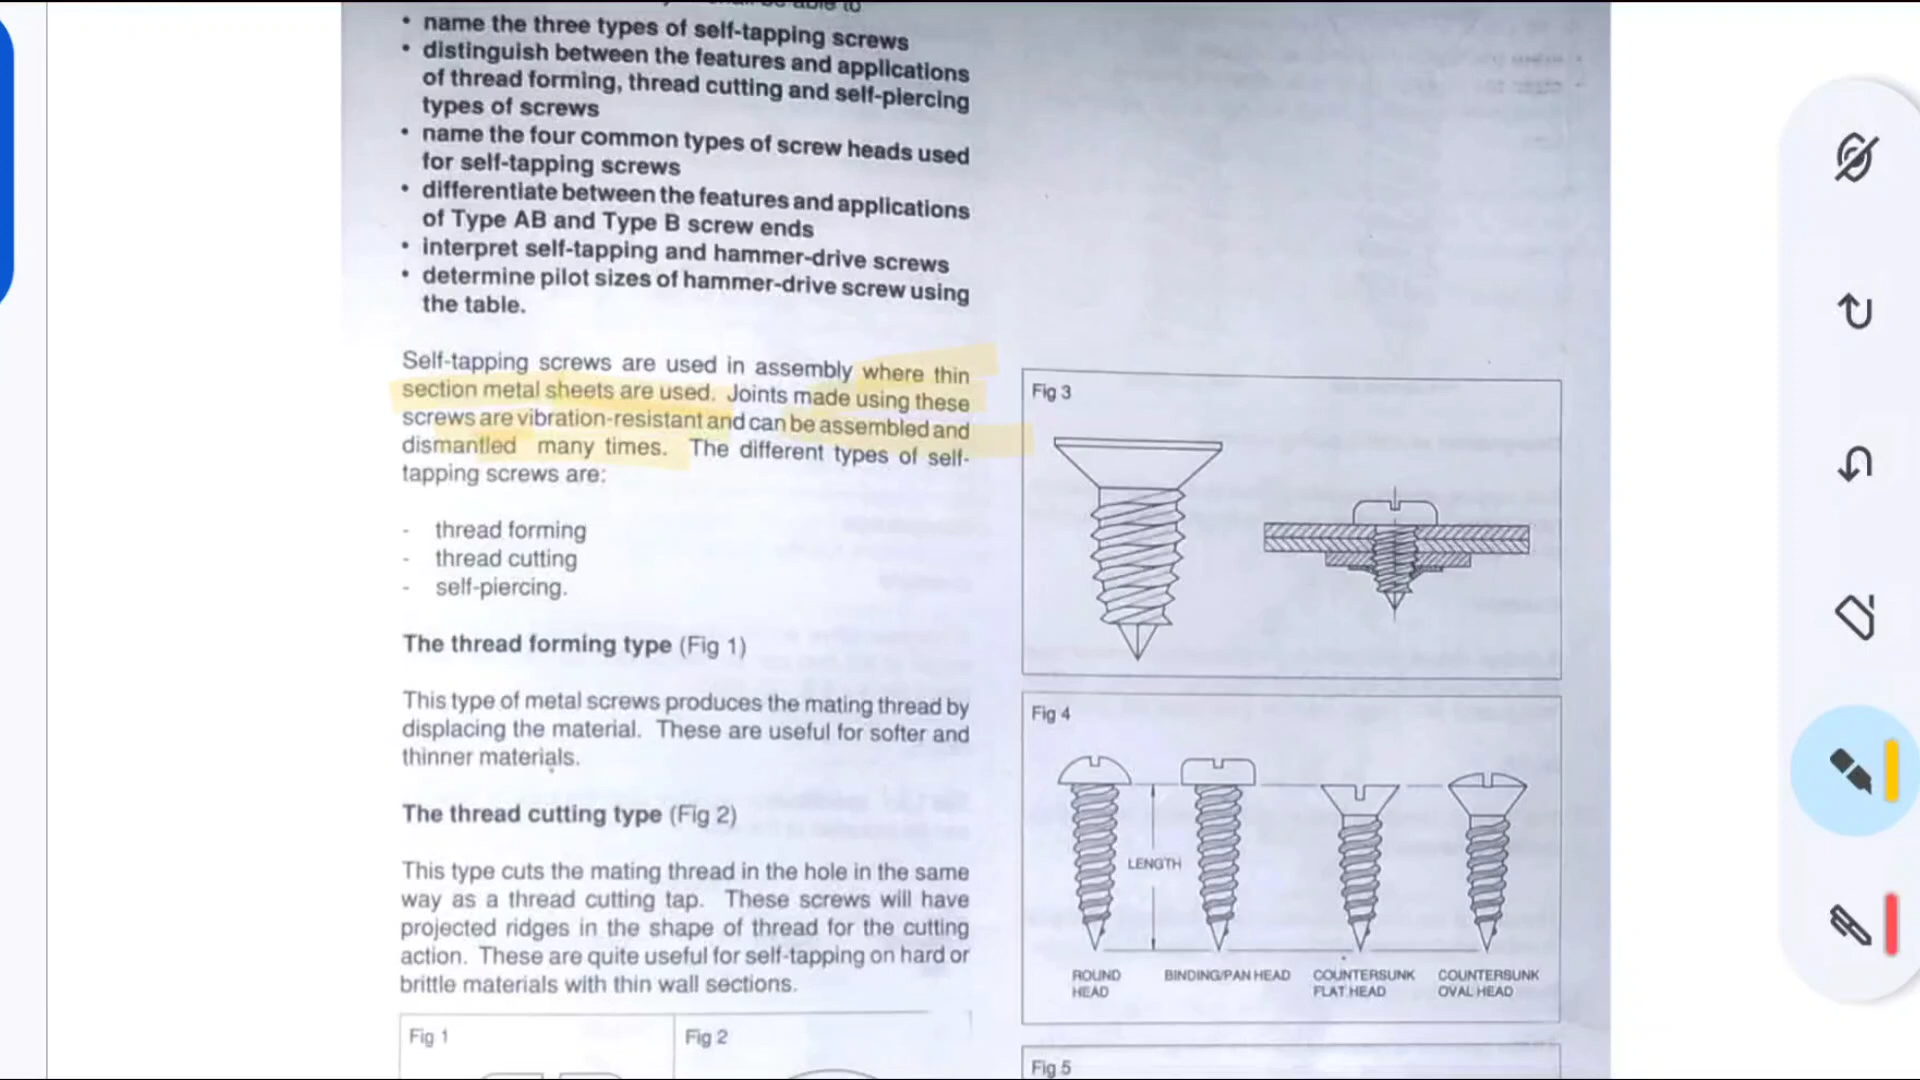 • name the three types of self-tapping screws
• distinguish between the features and applications
of thread forming, thread cutting and self-piercing
types of screws
• name the four common types of screw heads used
for self-tapping screws
• differentiate between the features and applications
of Type AB and Type B screw ends
• interpret self-tapping and hammer-drive screws
• determine pilot sizes of hammer-drive screw using
the table.
Self-tapping screws are used in assembly where thin
section metal sheets are used. Joints made using these
screws are vibration-resistant and can be assembled and
dismantled many times. The different types of self-
tapping screws are:
- thread forming
- thread cutting
- self-piercing.
The thread forming type (Fig 1)
This type of metal screws produces the mating thread by
displacing the material. These are useful for softer and
thinner materials.
The thread cutting type (Fig 2)
This type cuts the mating thread in the hole in the same
way as a thread cutting tap. These screws will have
projected ridges in the shape of thread for the cutting
action. These are quite useful for self-tapping on hard or
brittle materials with thin wall sections.
Fig 1
Fig 2
Fig 3
Fig 4
LENGTH
ROUND
HEAD
BINDING/PAN HEAD
COUNTERSUNK
FLAT HEAD
COUNTERSUNK
OVAL HEAD
Fig 5